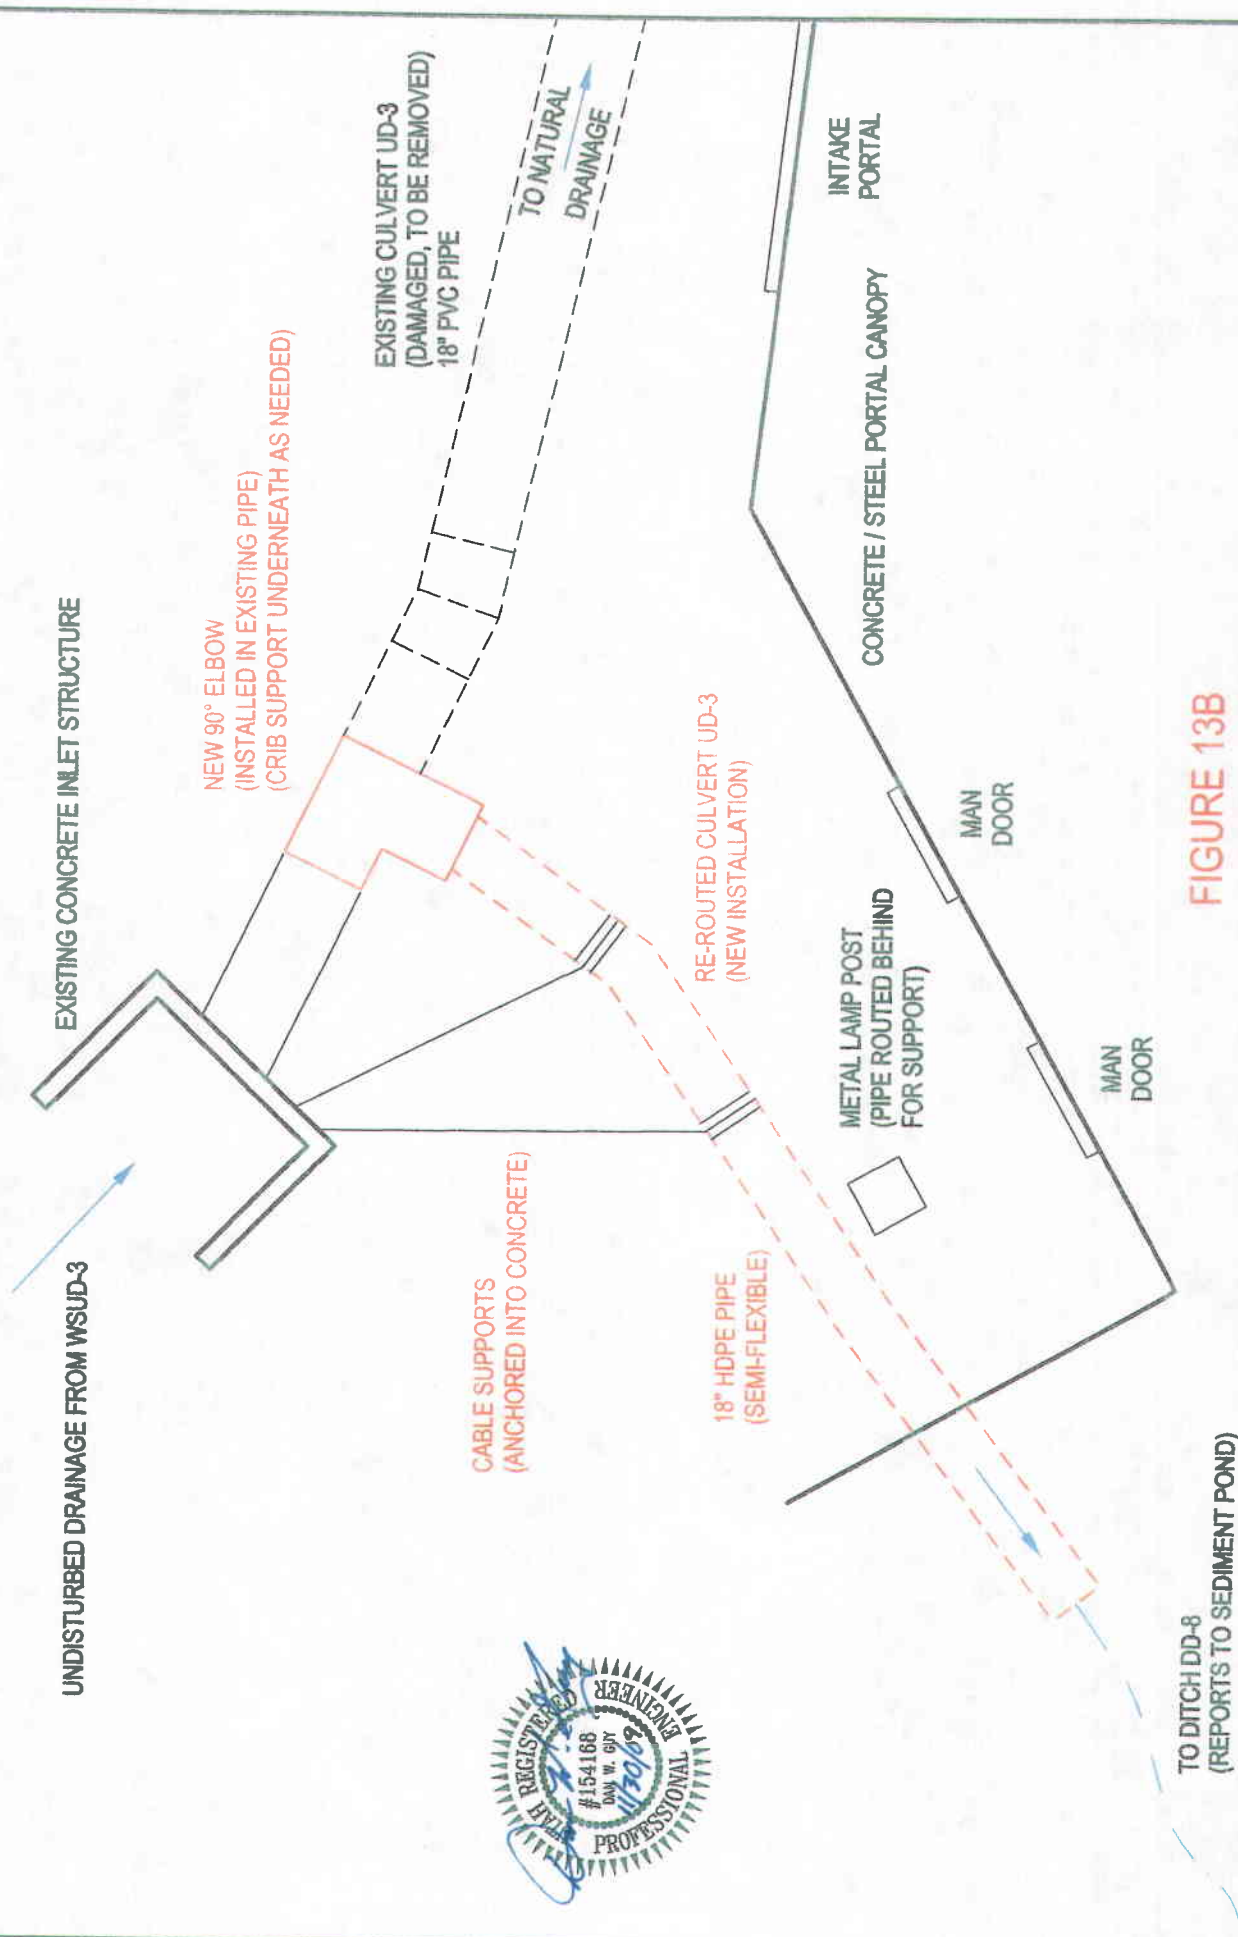 UNDISTURBED DRAINAGE FROM WSUD-3
EXISTING CONCRETE INLET STRUCTURE
NEW 90° ELBOW
(INSTALLED IN EXISTING PIPE)
(CRIB SUPPORT UNDERNEATH AS NEEDED)
EXISTING CULVERT UD-3
(DAMAGED, TO BE REMOVED)
18" PVC PIPE
TO NATURAL
DRAINAGE
CABLE SUPPORTS
(ANCHORED INTO CONCRETE)
RE-ROUTED CULVERT UD-3
(NEW INSTALLATION)
18" HDPE PIPE
(SEMI-FLEXIBLE)
METAL LAMP POST
(PIPE ROUTED BEHIND
FOR SUPPORT)
INTAKE
PORTAL
CONCRETE / STEEL PORTAL CANOPY
MAN
DOOR
MAN
DOOR
TO DITCH DD-8
(REPORTS TO SEDIMENT POND)
UTAH REGISTERED
#154168
DAN W. GUY
11/30/09
PROFESSIONAL ENGINEER
FIGURE 13B